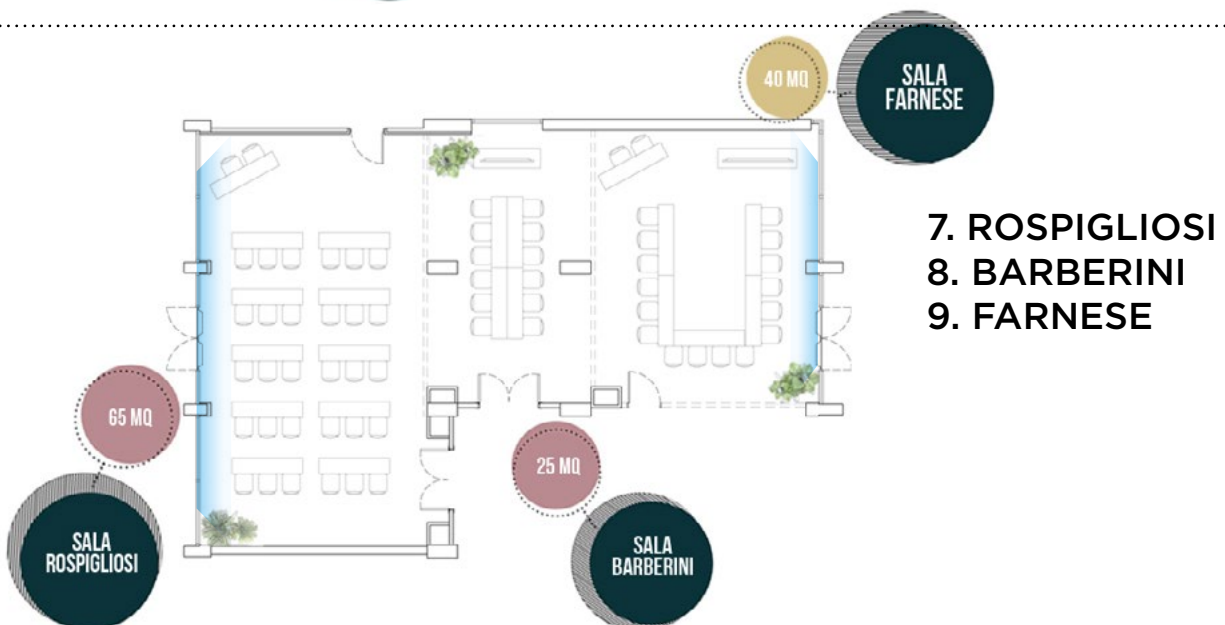 40 MQ
SALA
FARNESE
7. ROSPIGLIOSI
8. BARBERINI
9. FARNESE
65 MQ
25 MQ
SALA
ROSPIGLIOSI
SALA
BARBERINI